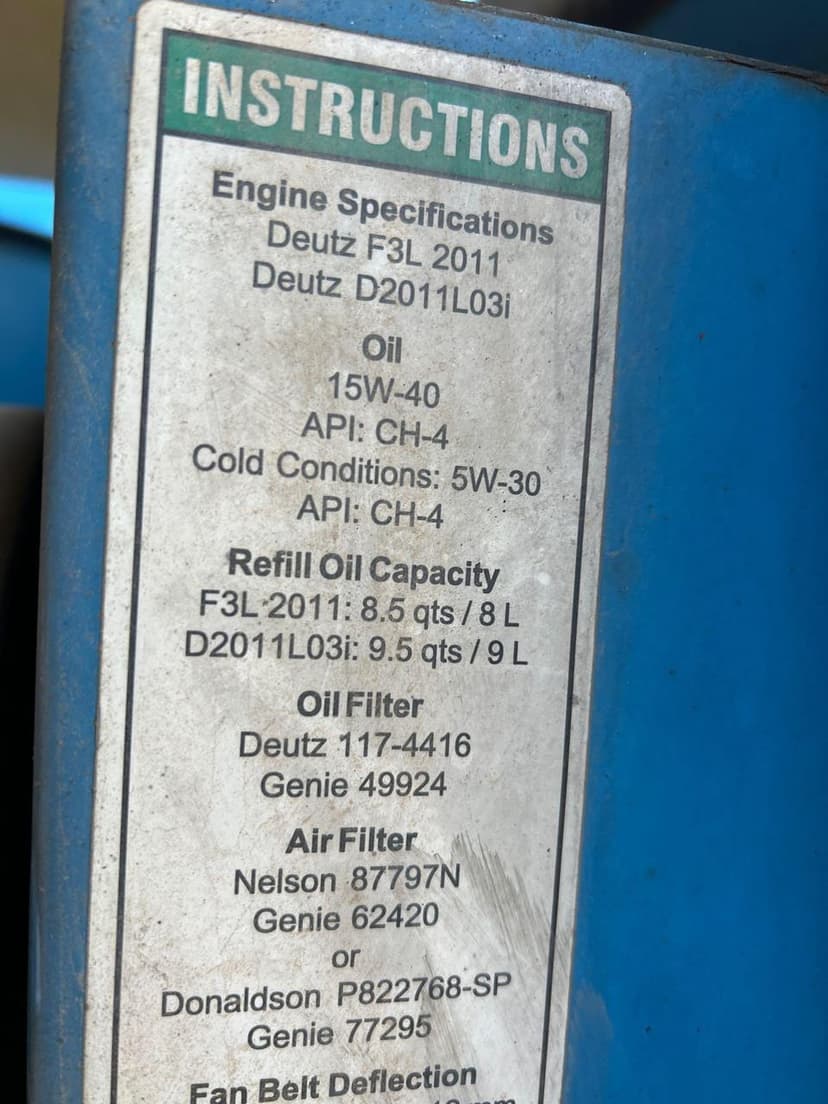 INSTRUCTIONS
Engine Specifications
Deutz F3L 2011
Deutz D2011L03i
Oil
15W-40
API: CH-4
Cold Conditions: 5W-30
API: CH-4
Refill Oil Capacity
F3L 2011: 8.5 qts / 8 L
D2011L03i: 9.5 qts / 9 L
Oil Filter
Deutz 117-4416
Genie 49924
Air Filter
Nelson 87797N
Genie 62420
or
Donaldson P822768-SP
Genie 77295
Fan Belt Deflection